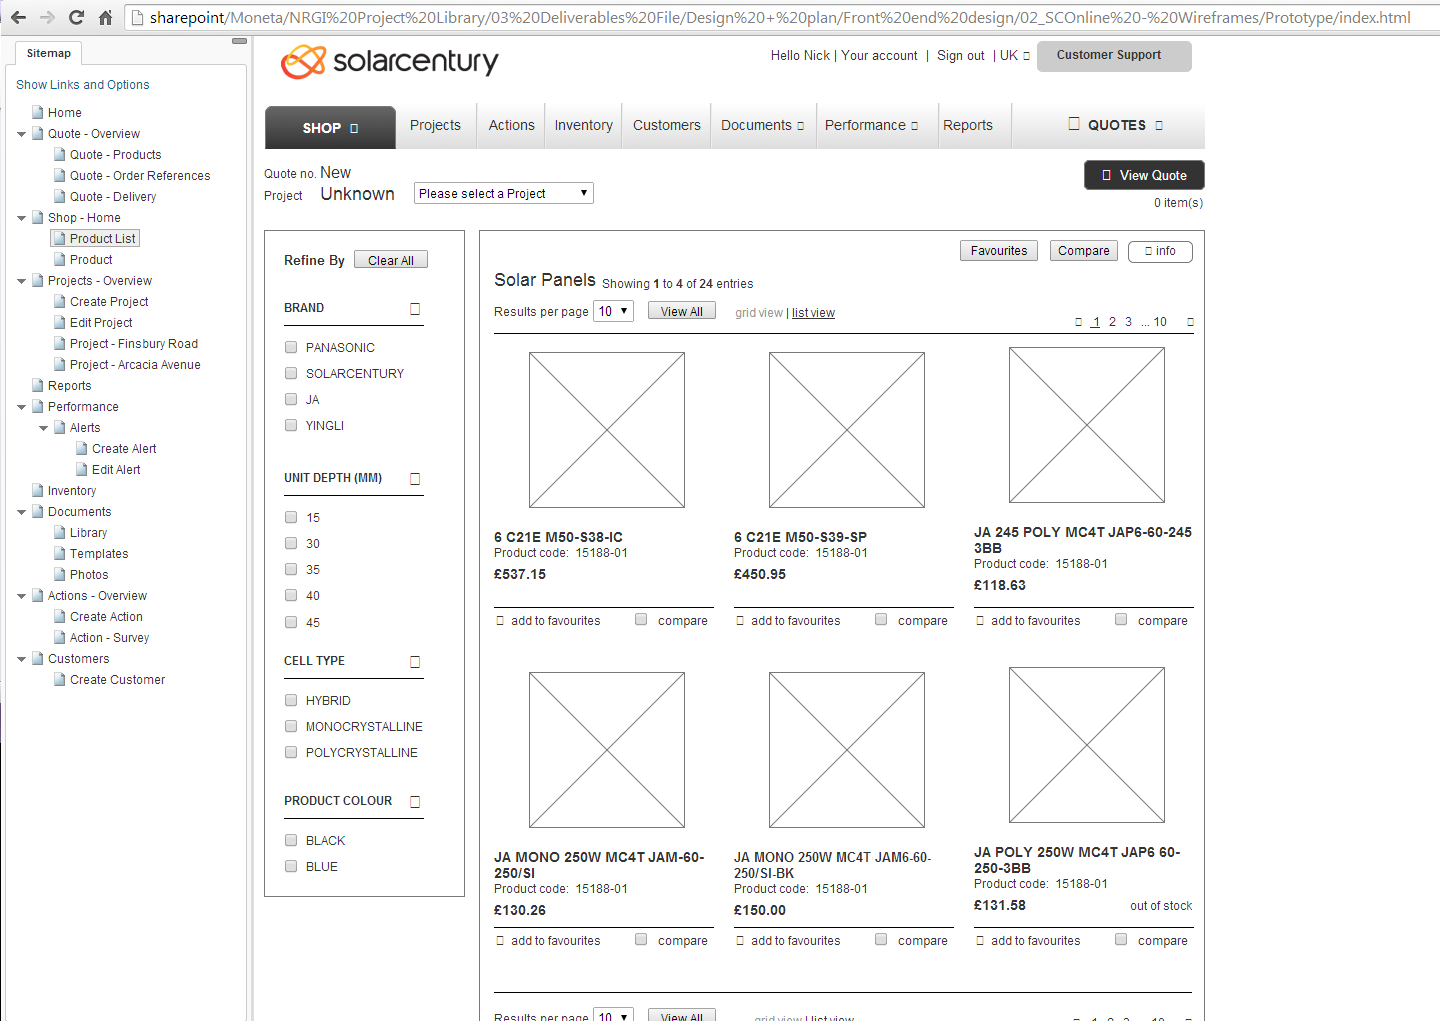 sharepoint/Moneta/NRGI%20Project%20Library/03%20Deliverables%20File/Design%20+%20plan/Front%20end%20design/02_SCOnline%20-%20Wireframes/Prototype/index.html
Sitemap
Show Links and Options
Home
Quote - Overview
Quote - Products
Quote - Order References
Quote - Delivery
Shop - Home
Product List
Product
Projects - Overview
Create Project
Edit Project
Project - Finsbury Road
Project - Arcacia Avenue
Reports
Performance
Alerts
Create Alert
Edit Alert
Inventory
Documents
Library
Templates
Photos
Actions - Overview
Create Action
Action - Survey
Customers
Create Customer
solarcentury
Hello Nick | Your account | Sign out | UK
Customer Support
SHOP Projects Actions Inventory Customers Documents Performance Reports QUOTES
Quote no. New
Project Unknown Please select a Project
View Quote
0 item(s)
Refine By Clear All
BRAND
PANASONIC
SOLARCENTURY
JA
YINGLI
UNIT DEPTH (MM)
15
30
35
40
45
CELL TYPE
HYBRID
MONOCRYSTALLINE
POLYCRYSTALLINE
PRODUCT COLOUR
BLACK
BLUE
Favourites Compare info
Solar Panels Showing 1 to 4 of 24 entries
Results per page 10 View All grid view | list view
1 2 3 ... 10
6 C21E M50-S38-IC
Product code: 15188-01
£537.15
add to favourites compare
6 C21E M50-S39-SP
Product code: 15188-01
£450.95
add to favourites compare
JA 245 POLY MC4T JAP6-60-245
3BB
Product code: 15188-01
£118.63
add to favourites compare
JA MONO 250W MC4T JAM-60-
250/SI
Product code: 15188-01
£130.26
add to favourites compare
JA MONO 250W MC4T JAM6-60-
250/SI-BK
Product code: 15188-01
£150.00
add to favourites compare
JA POLY 250W MC4T JAP6 60-
250-3BB
Product code: 15188-01
£131.58 out of stock
add to favourites compare
Results per page 10 View All grid view | list view
1 2 3 ... 10